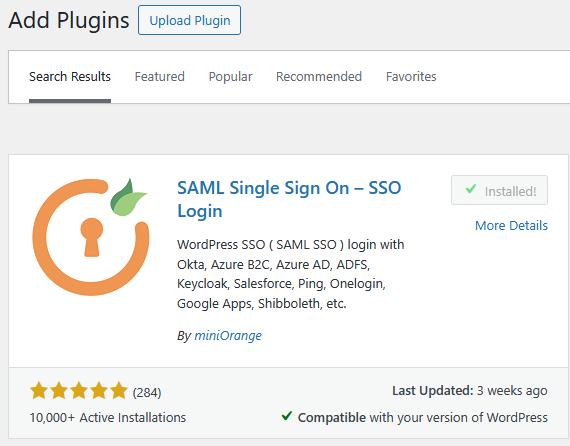 Add Plugins
Upload Plugin
Search Results
Featured
Popular
Recommended
Favorites
SAML Single Sign On – SSO
Login
Installed!
More Details
WordPress SSO ( SAML SSO ) login with
Okta, Azure B2C, Azure AD, ADFS,
Keycloak, Salesforce, Ping, Onelogin,
Google Apps, Shibboleth, etc.
By miniOrange
(284)
Last Updated: 3 weeks ago
10,000+ Active Installations
Compatible with your version of WordPress